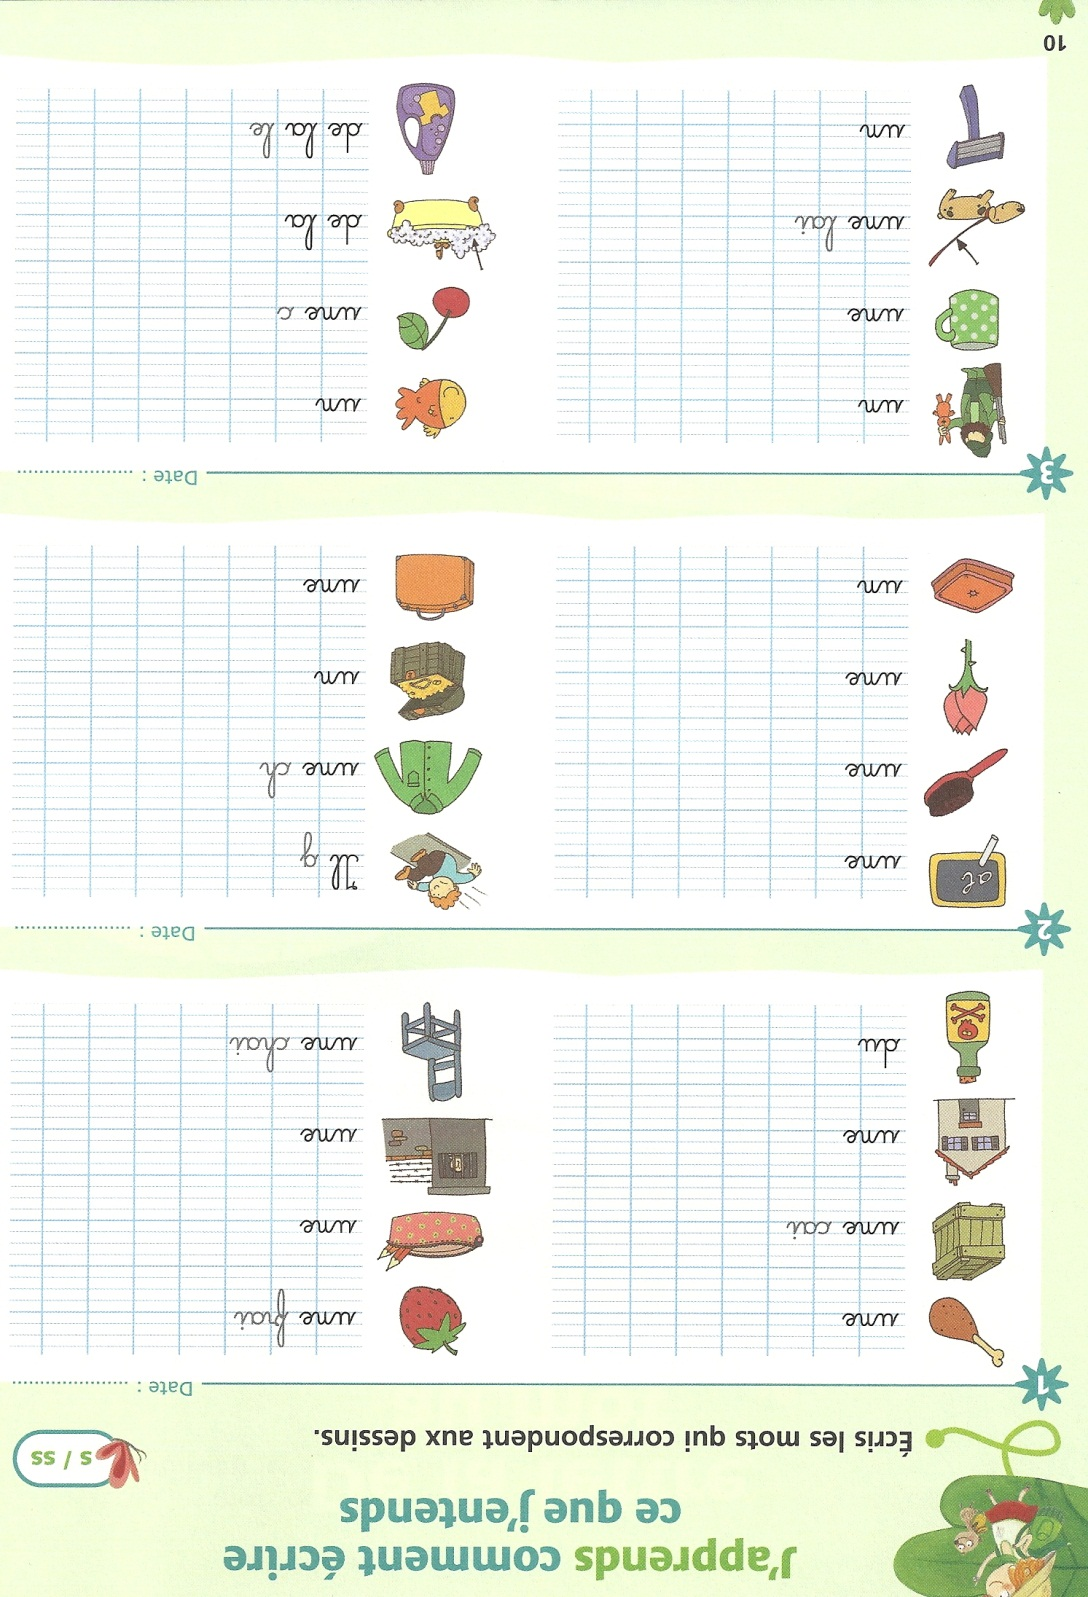 J'apprends comment écrire
ce que j'entends
s / ss
Écris les mots qui correspondent aux dessins.
1 Date : ........................
une
une frai
une cai
une
une
une
du
une chai
2 Date : ........................
une
Il g
une
une ch
une
un
un
une
3 Date : ........................
un
un
une
une c
une lai
de la
un
de la le
10